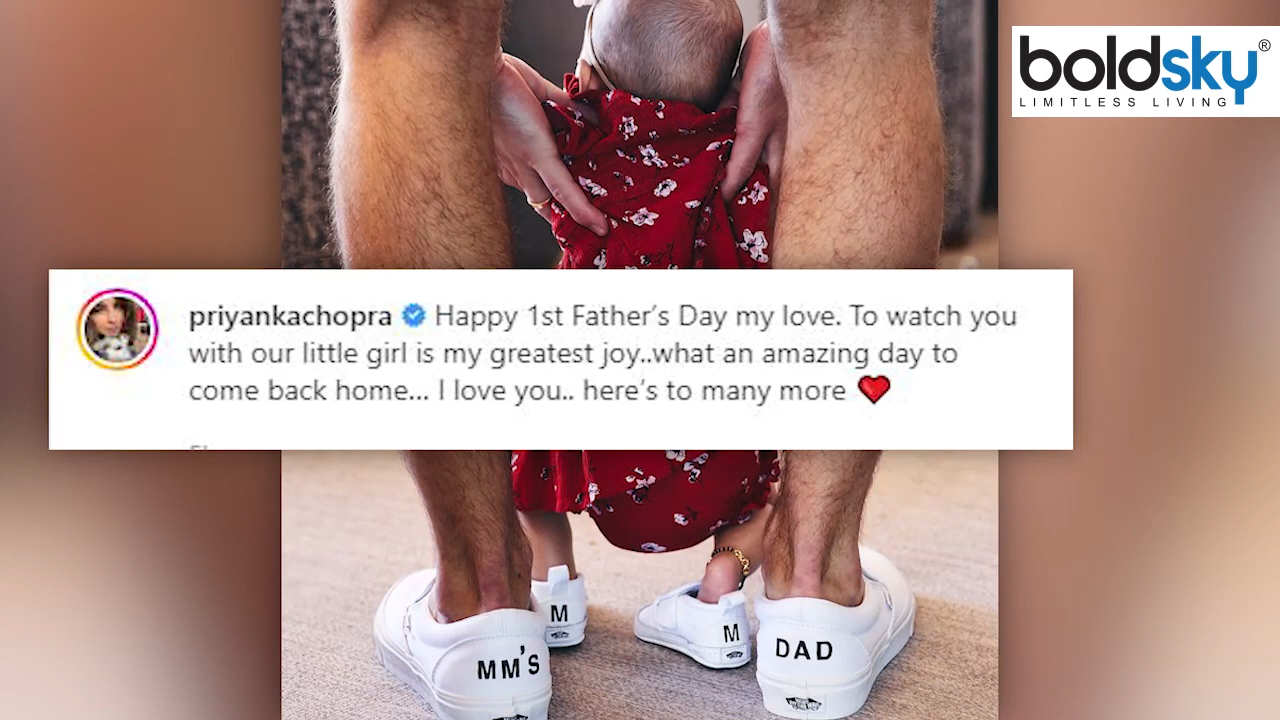 boldsky®
LIMITLESS LIVING
priyankachopra Happy 1st Father's Day my love. To watch you
with our little girl is my greatest joy..what an amazing day to
come back home... I love you.. here's to many more ❤️
M M
MM'S DAD